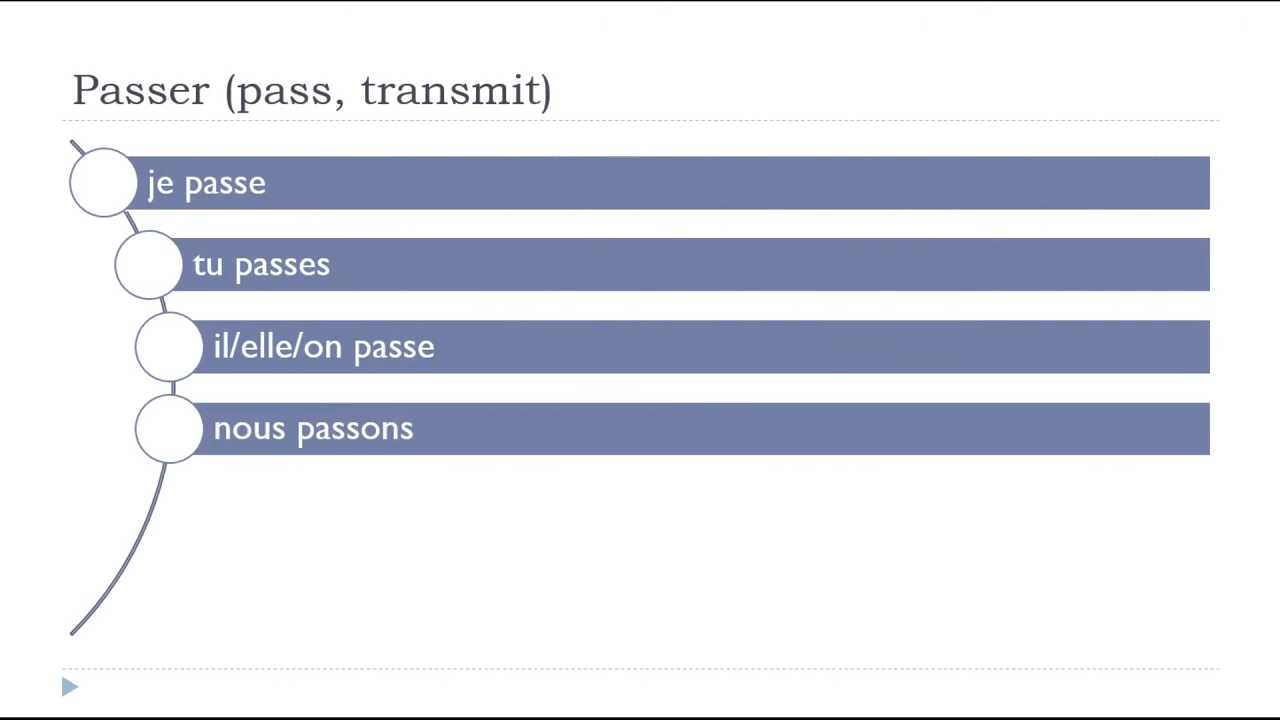 Passer (pass, transmit)
je passe
tu passes
il/elle/on passe
nous passons